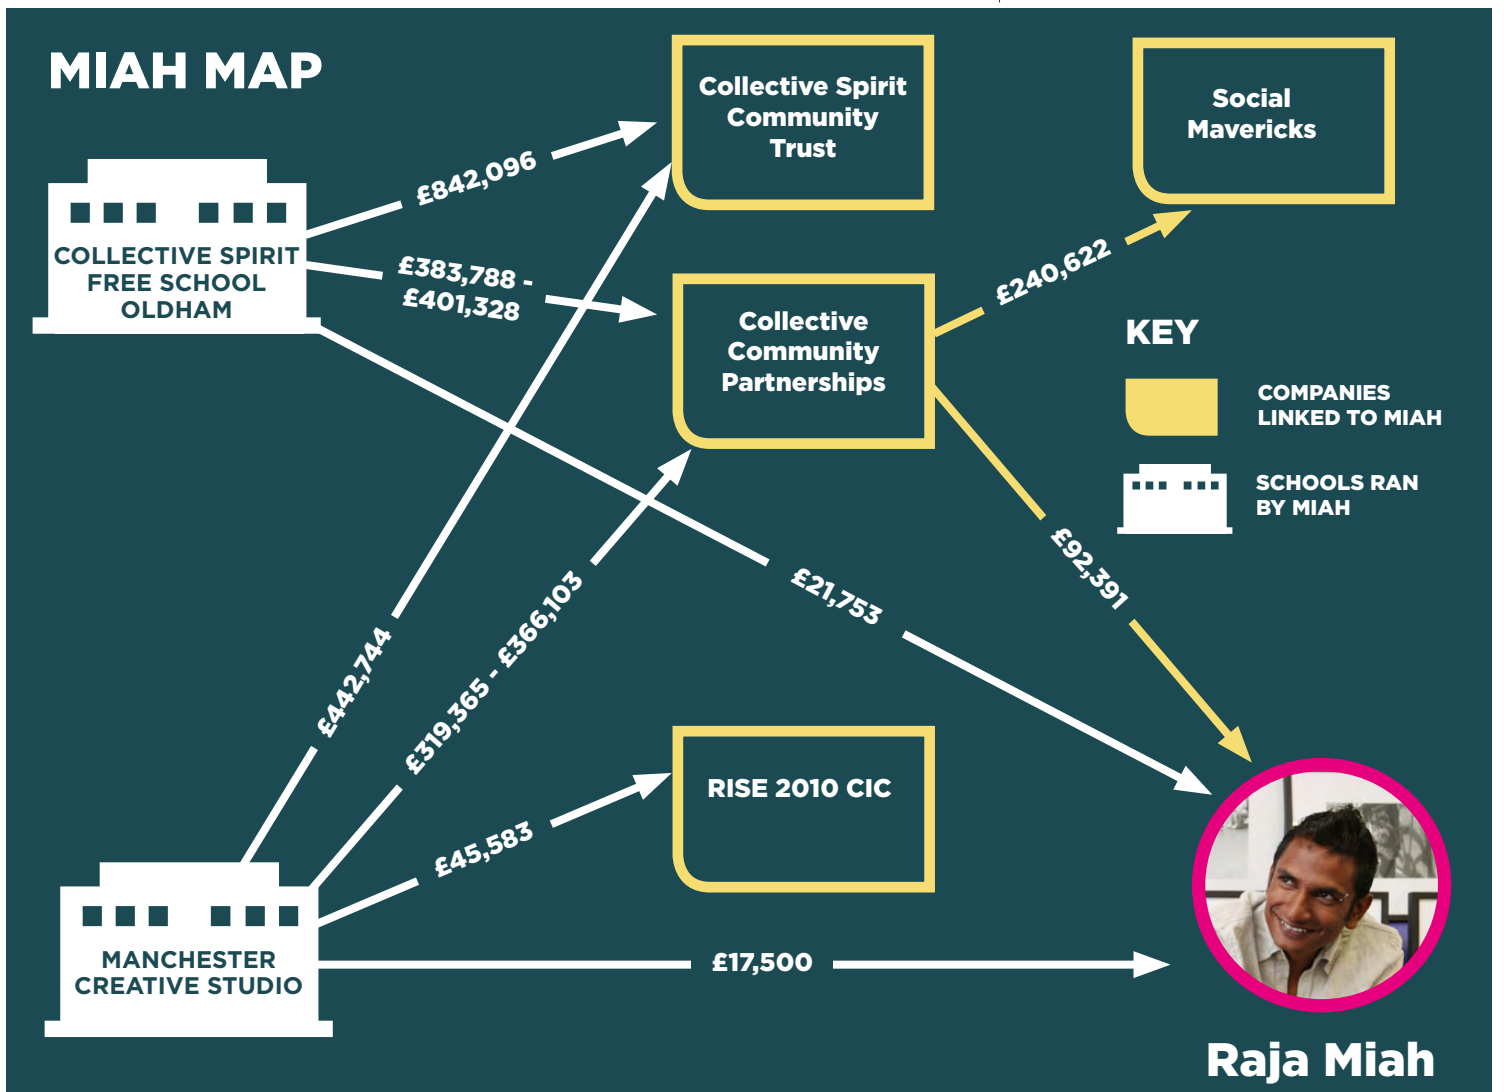 MIAH MAP
Collective Spirit
Community
Trust
Social
Mavericks
£842,096
COLLECTIVE SPIRIT
FREE SCHOOL
OLDHAM
£383,788 -
£401,328
£240,622
Collective
Community
Partnerships
KEY
COMPANIES
LINKED TO MIAH
SCHOOLS RAN
BY MIAH
£92,391
£21,753
£442,744
£319,365 - £366,103
RISE 2010 CIC
£45,583
MANCHESTER
CREATIVE STUDIO
£17,500
Raja Miah